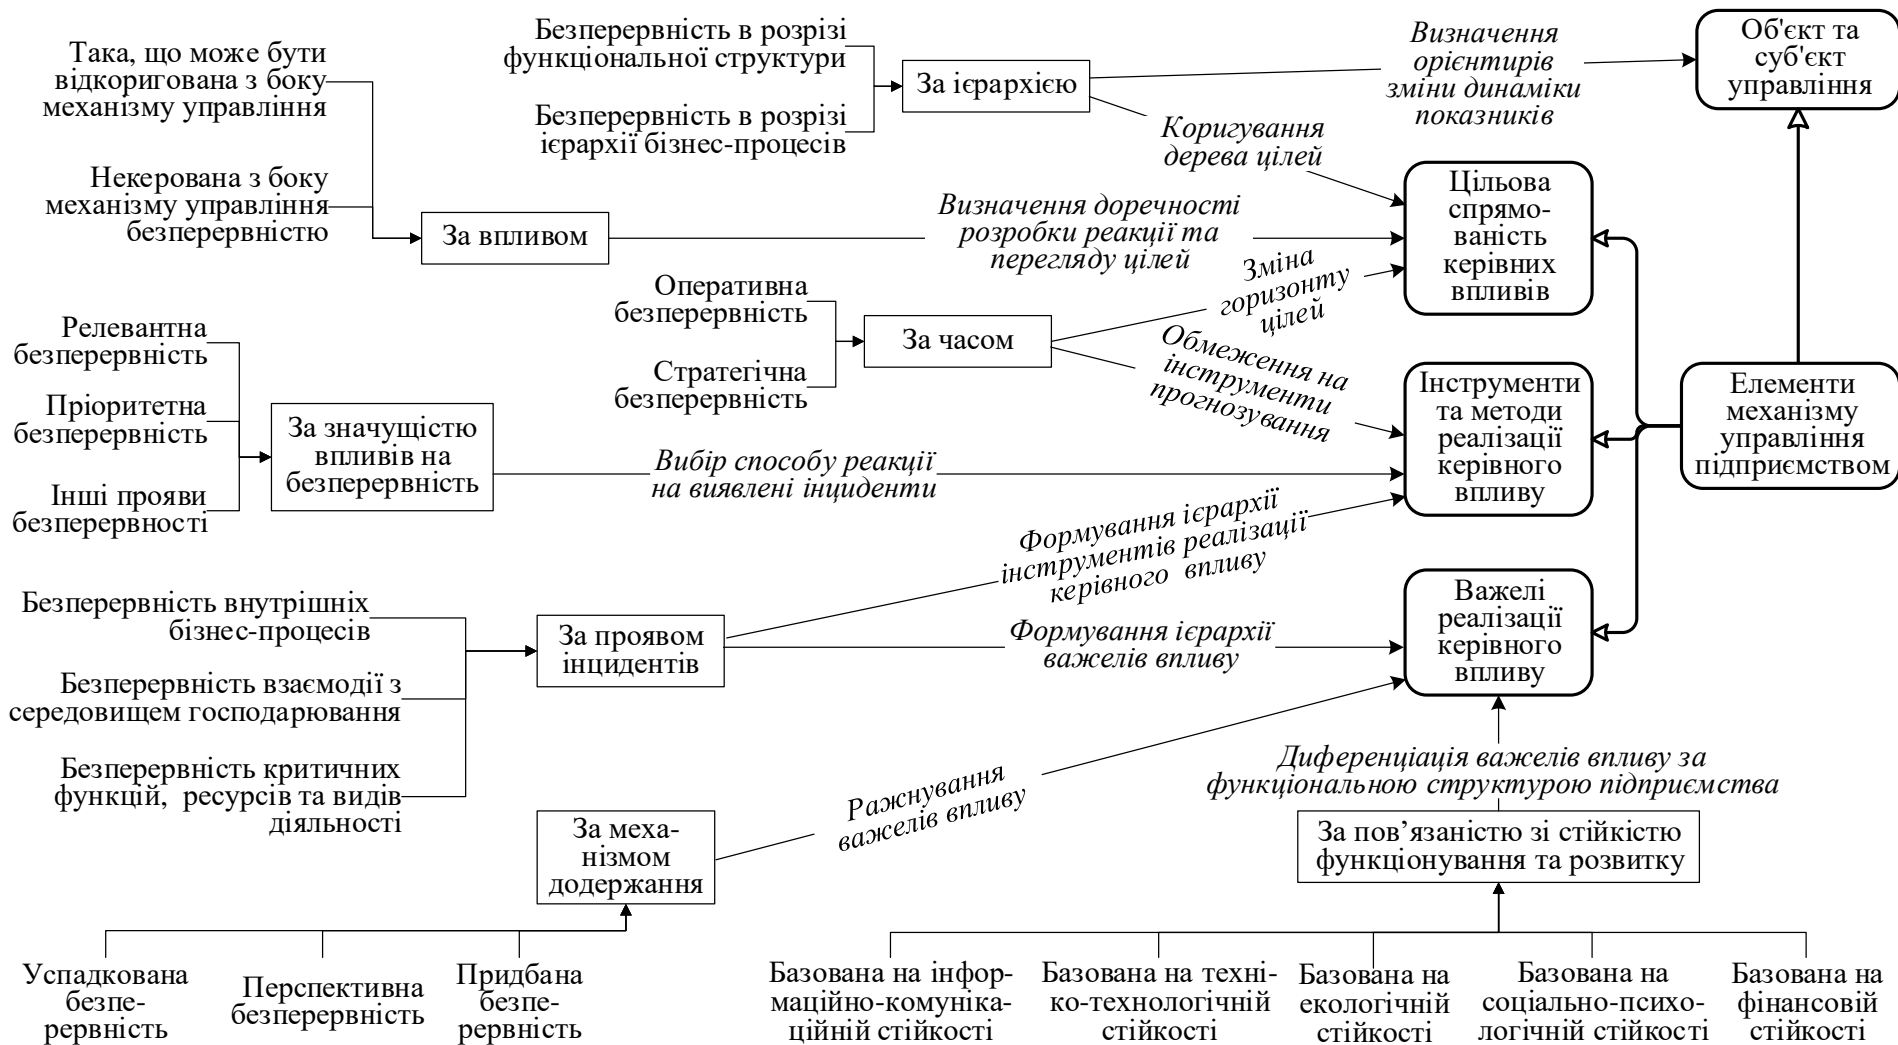 Така, що може бути
відкоригована з боку
механізму управління
Некерована з боку
механізму управління
безперервністю
За впливом
Безперервність в розрізі
функціональної структури
Безперервність в розрізі
ієрархії бізнес-процесів
За ієрархією
Визначення
орієнтирів
зміни динаміки
показників
Об'єкт та
суб'єкт
управління
Коригування
дерева цілей
Визначення доречності
розробки реакції та
перегляду цілей
Цільова
спрямо-
ваність
керівних
впливів
Оперативна
безперервність
Стратегічна
безперервність
За часом
Зміна
горизонту
цілей
Обмеження на
інструменти
прогнозування
Релевантна
безперервність
Пріоритетна
безперервність
Інші прояви
безперервності
За значущістю
впливів на
безперервність
Вибір способу реакції
на виявлені інциденти
Інструменти
та методи
реалізації
керівного
впливу
Елементи
механізму
управління
підприємством
Формування ієрархії
інструментів реалізації
керівного впливу
Безперервність внутрішніх
бізнес-процесів
Безперервність взаємодії з
середовищем господарювання
Безперервність критичних
функцій, ресурсів та видів
діяльності
За проявом
інцидентів
Формування ієрархії
важелів впливу
Важелі
реалізації
керівного
впливу
Ражнування
важелів впливу
Диференціація важелів впливу за
функціональною структурою підприємства
За меха-
нізмом
додержання
За пов’язаністю зі стійкістю
функціонування та розвитку
Успадкована
безпе-
рервність
Перспективна
безперервність
Придбана
безпе-
рервність
Базована на інфор-
маційно-комуніка-
ційній стійкості
Базована на техні-
ко-технологічній
стійкості
Базована на
екологічній
стійкості
Базована на
соціально-психо-
логічній стійкості
Базована на
фінансовій
стійкості